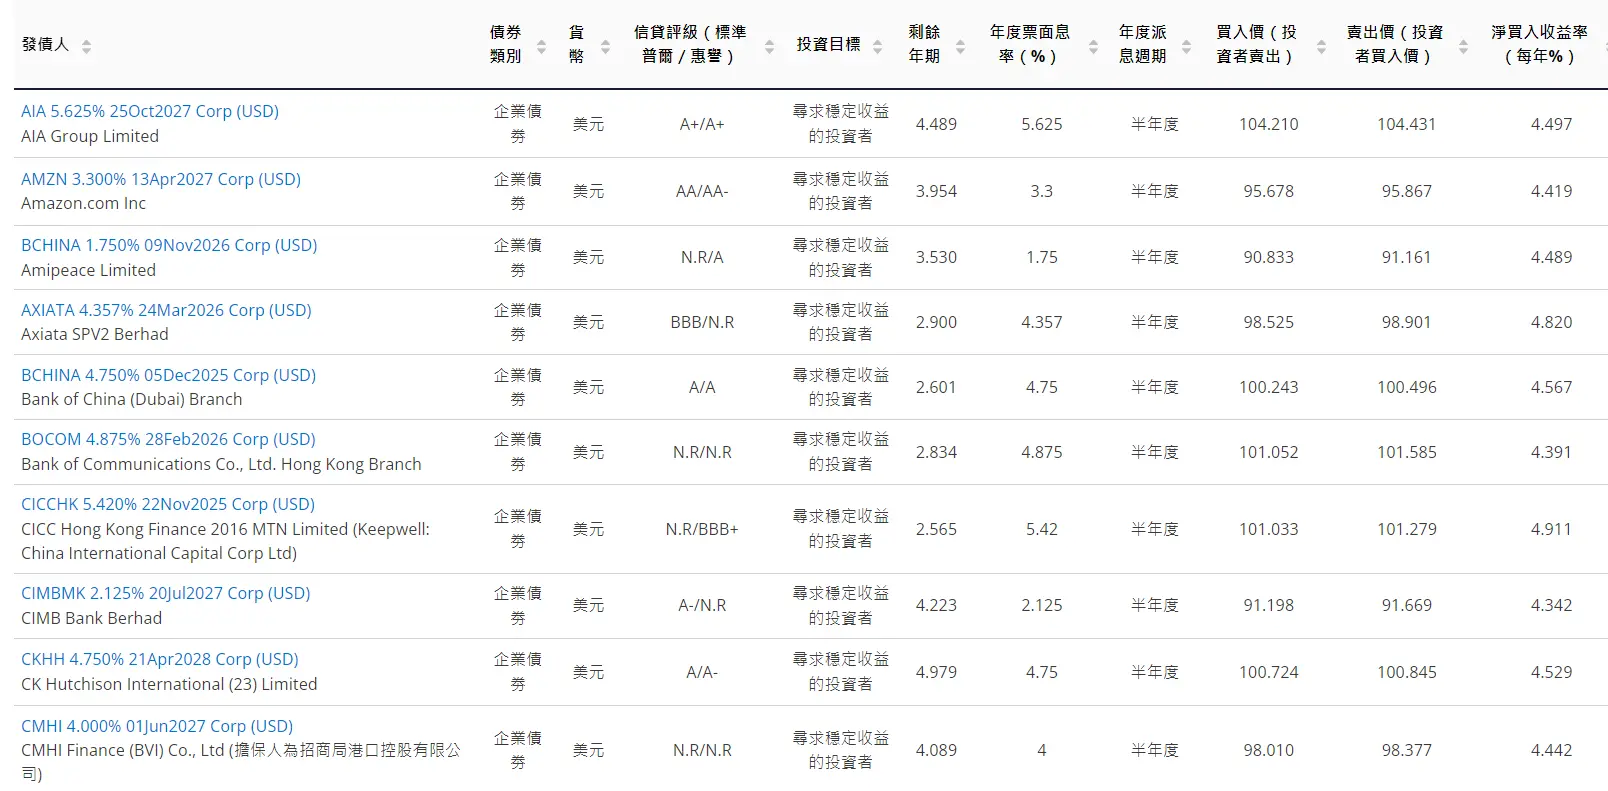 發債人 債券類別 貨幣 信貸評級（標準普爾 / 惠譽） 投資目標 剩餘年期 年度票面息率（%） 年度派息週期 買入價（投資者賣出） 賣出價（投資者買入價） 淨買入收益率（每年%）
AIA 5.625% 25Oct2027 Corp (USD)
AIA Group Limited
企業債券 美元 A+/A+ 尋求穩定收益的投資者 4.489 5.625 半年度 104.210 104.431 4.497
AMZN 3.300% 13Apr2027 Corp (USD)
Amazon.com Inc
企業債券 美元 AA/AA- 尋求穩定收益的投資者 3.954 3.3 半年度 95.678 95.867 4.419
BCHINA 1.750% 09Nov2026 Corp (USD)
Amipeace Limited
企業債券 美元 N.R/A 尋求穩定收益的投資者 3.530 1.75 半年度 90.833 91.161 4.489
AXIATA 4.357% 24Mar2026 Corp (USD)
Axiata SPV2 Berhad
企業債券 美元 BBB/N.R 尋求穩定收益的投資者 2.900 4.357 半年度 98.525 98.901 4.820
BCHINA 4.750% 05Dec2025 Corp (USD)
Bank of China (Dubai) Branch
企業債券 美元 A/A 尋求穩定收益的投資者 2.601 4.75 半年度 100.243 100.496 4.567
BOCOM 4.875% 28Feb2026 Corp (USD)
Bank of Communications Co., Ltd. Hong Kong Branch
企業債券 美元 N.R/N.R 尋求穩定收益的投資者 2.834 4.875 半年度 101.052 101.585 4.391
CICCHK 5.420% 22Nov2025 Corp (USD)
CICC Hong Kong Finance 2016 MTN Limited (Keepwell:
China International Capital Corp Ltd)
企業債券 美元 N.R/BBB+ 尋求穩定收益的投資者 2.565 5.42 半年度 101.033 101.279 4.911
CIMBMK 2.125% 20Jul2027 Corp (USD)
CIMB Bank Berhad
企業債券 美元 A-/N.R 尋求穩定收益的投資者 4.223 2.125 半年度 91.198 91.669 4.342
CKHH 4.750% 21Apr2028 Corp (USD)
CK Hutchison International (23) Limited
企業債券 美元 A/A- 尋求穩定收益的投資者 4.979 4.75 半年度 100.724 100.845 4.529
CMHI 4.000% 01Jun2027 Corp (USD)
CMHI Finance (BVI) Co., Ltd (擔保人為招商局港口控股有限公
司)
企業債券 美元 N.R/N.R 尋求穩定收益的投資者 4.089 4 半年度 98.010 98.377 4.442